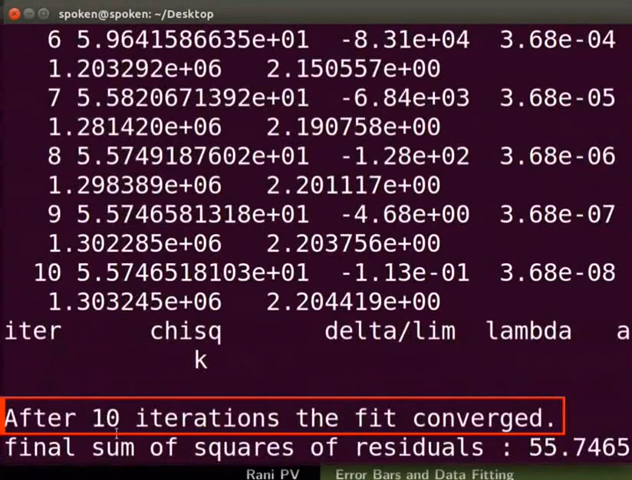 spoken@spoken: ~/Desktop
6 5.9641586635e+01 -8.31e+04 3.68e-04
1.203292e+06 2.150557e+00
7 5.5820671392e+01 -6.84e+03 3.68e-05
1.281420e+06 2.190758e+00
8 5.5749187602e+01 -1.28e+02 3.68e-06
1.298389e+06 2.201117e+00
9 5.5746581318e+01 -4.68e+00 3.68e-07
1.302285e+06 2.203756e+00
10 5.5746518103e+01 -1.13e-01 3.68e-08
1.303245e+06 2.204419e+00
iter chisq delta/lim lambda a
k
After 10 iterations the fit converged.
final sum of squares of residuals : 55.7465
Rani PV Error Bars and Data Fitting